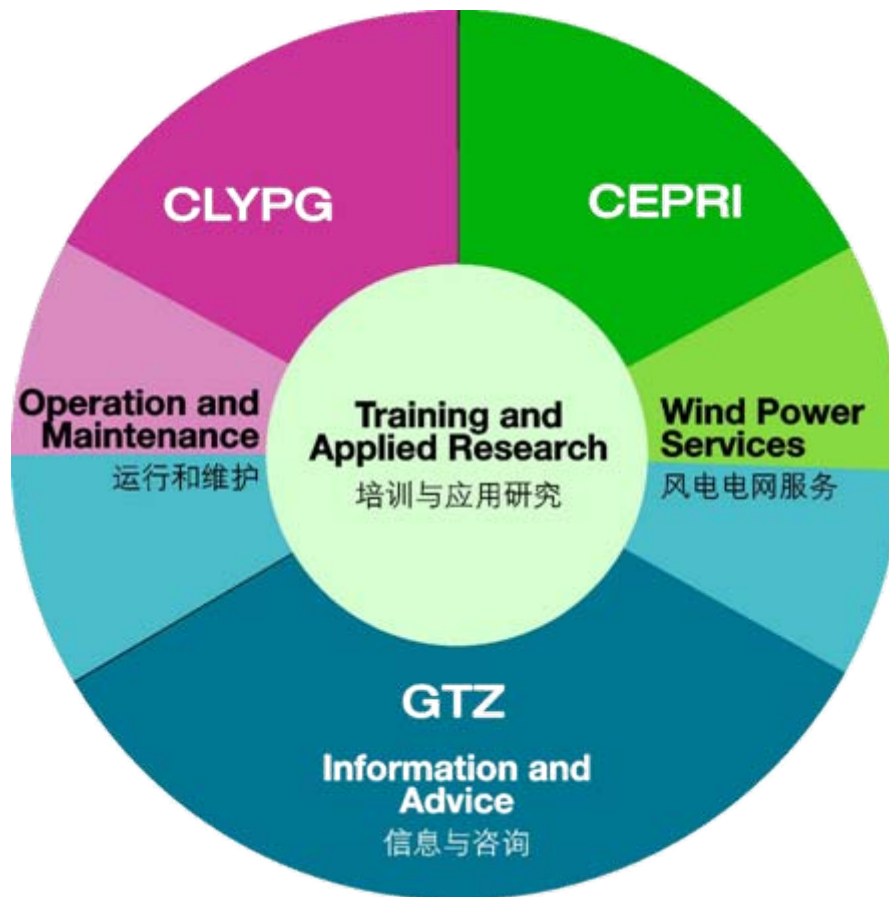 CLYPG
CEPRI
Operation and
Maintenance
运行和维护
Training and
Applied Research
培训与应用研究
Wind Power
Services
风电电网服务
GTZ
Information and
Advice
信息与咨询